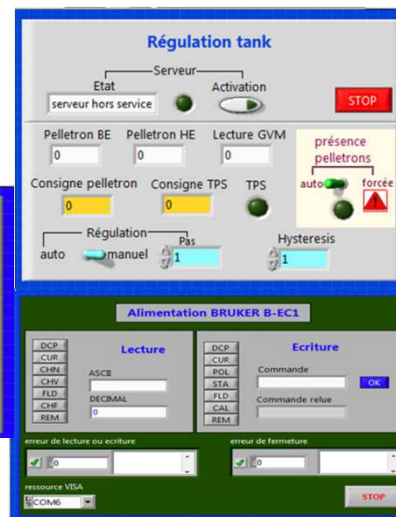 Régulation tank
Serveur
Etat Activation
serveur hors service STOP
Pelletron BE Pelletron HE Lecture GVM
0 0 0
présence
pelletrons
auto forcée
Consigne pelletron Consigne TPS TPS
0 0
Régulation
auto manuel
Pas
1
Hysteresis
1
Alimentation BRUKER B-EC1
Lecture
DCP
CUR
CHN
CHV
FLD
CHF
REM
ASCII
DECIMAL
0
Ecriture
DCP
CUR
POL
STA
FLD
CAL
REM
Commande
OK
Commande relue
erreur de lecture ou ecriture erreur de fermeture
0 0
ressource VISA
COM6
STOP